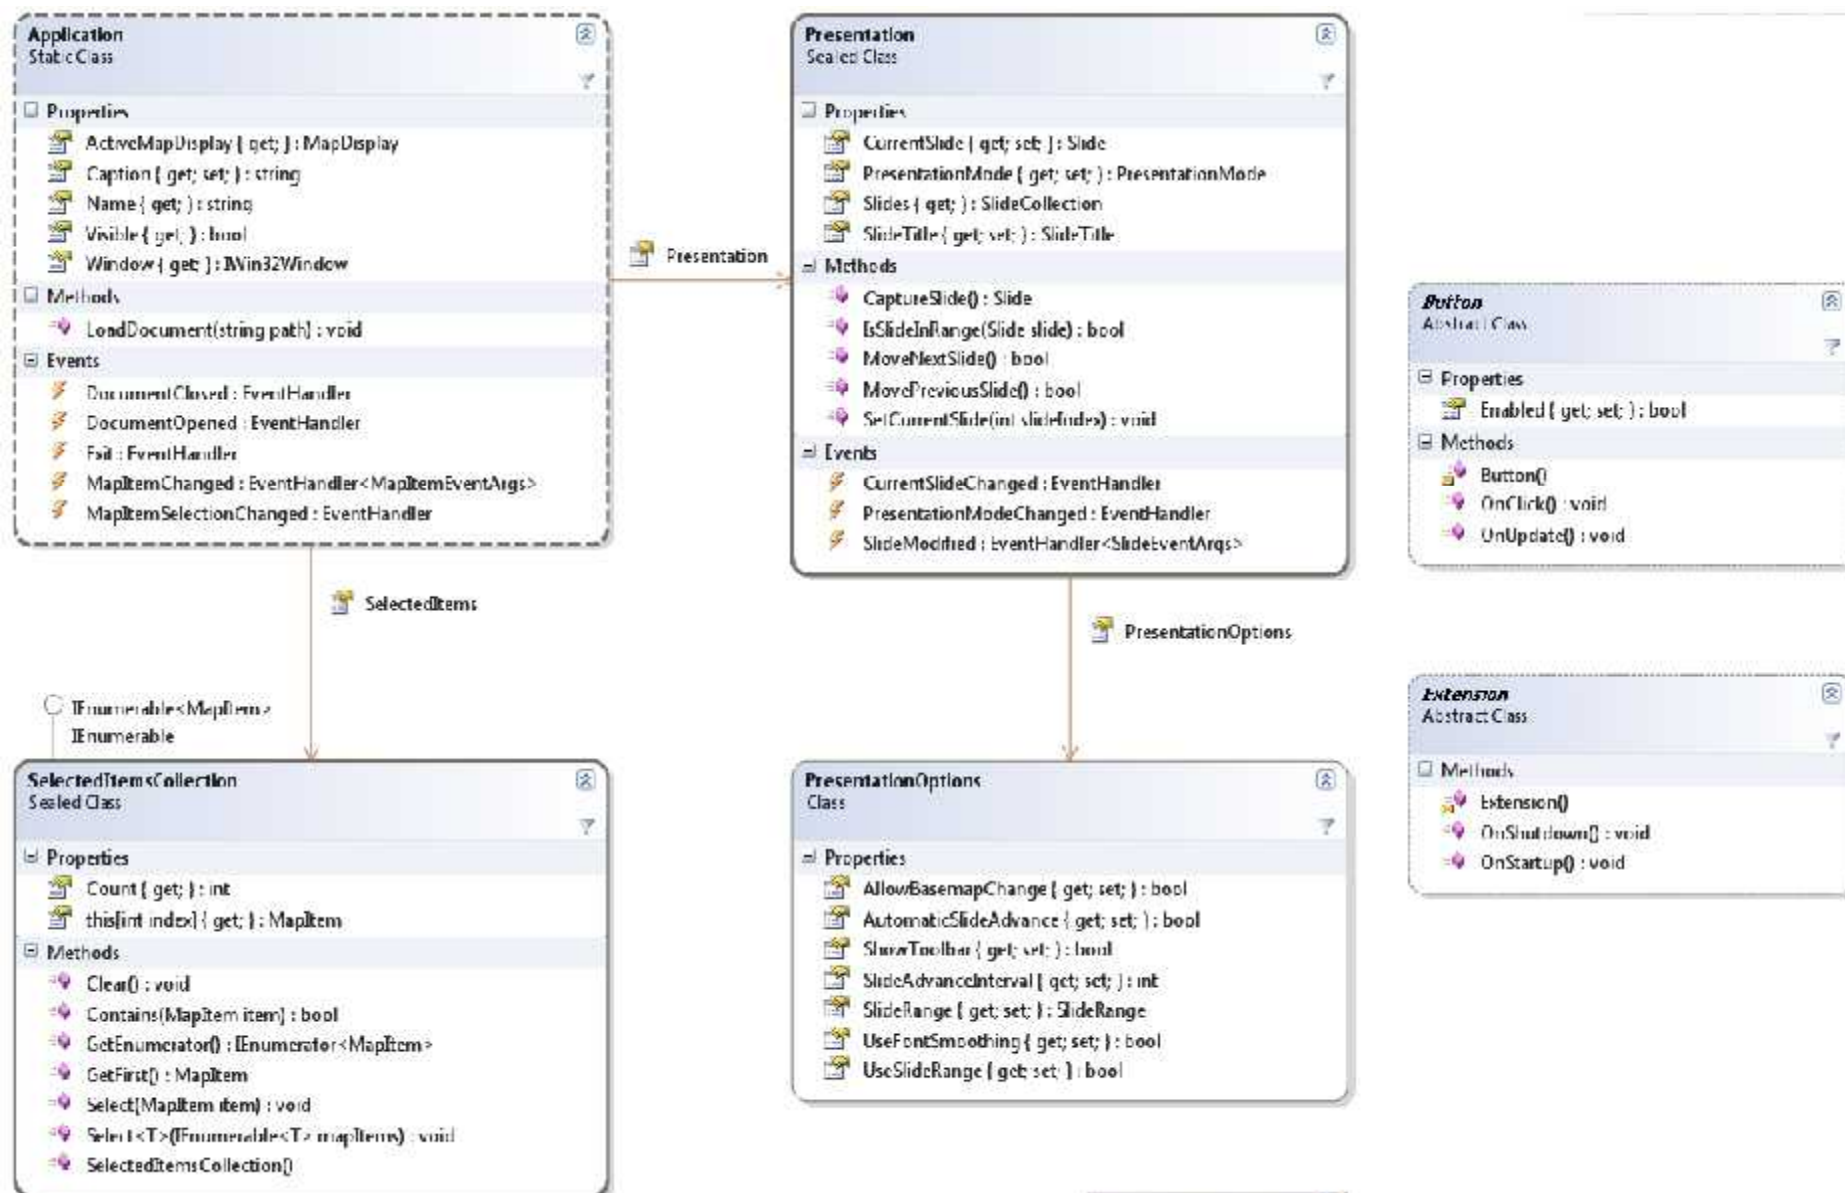 Application
Static Class
Properties
ActiveMapDisplay { get; } : MapDisplay
Caption { get; set; } : string
Name { get; } : string
Visible { get; } : bool
Window { get; } : IWin32Window
Methods
LoadDocument(string path) : void
Events
DocumentClosed : EventHandler
DocumentOpened : EventHandler
Exit : EventHandler
MapItemChanged : EventHandler<MapItemEventArgs>
MapItemSelectionChanged : EventHandler
Presentation
Presentation
Sealed Class
Properties
CurrentSlide { get; set; } : Slide
PresentationMode { get; set; } : PresentationMode
Slides { get; } : SlideCollection
SlideTitle { get; set; } : SlideTitle
Methods
CaptureSlide() : Slide
IsSlideInRange(Slide slide) : bool
MoveNextSlide() : bool
MovePreviousSlide() : bool
SetCurrentSlide(int slideIndex) : void
Events
CurrentSlideChanged : EventHandler
PresentationModeChanged : EventHandler
SlideModified : EventHandler<SlideEventArgs>
Button
Abstract Class
Properties
Enabled { get; set; } : bool
Methods
Button()
OnClick() : void
OnUpdate() : void
SelectedItems
PresentationOptions
IEnumerable<MapItem>
IEnumerable
SelectedItemsCollection
Sealed Class
Properties
Count { get; } : int
this[int index] { get; } : MapItem
Methods
Clear() : void
Contains(MapItem item) : bool
GetEnumerator() : IEnumerator<MapItem>
GetFirst() : MapItem
Select(MapItem item) : void
Select<T>(IEnumerable<T> mapItems) : void
SelectedItemsCollection()
PresentationOptions
Class
Properties
AllowBasemapChange { get; set; } : bool
AutomaticSlideAdvance { get; set; } : bool
ShowToolbar { get; set; } : bool
SlideAdvanceInterval { get; set; } : int
SlideRange { get; set; } : SlideRange
UseFontSmoothing { get; set; } : bool
UseSlideRange { get; set; } : bool
Extension
Abstract Class
Methods
Extension()
OnShutdown() : void
OnStartup() : void